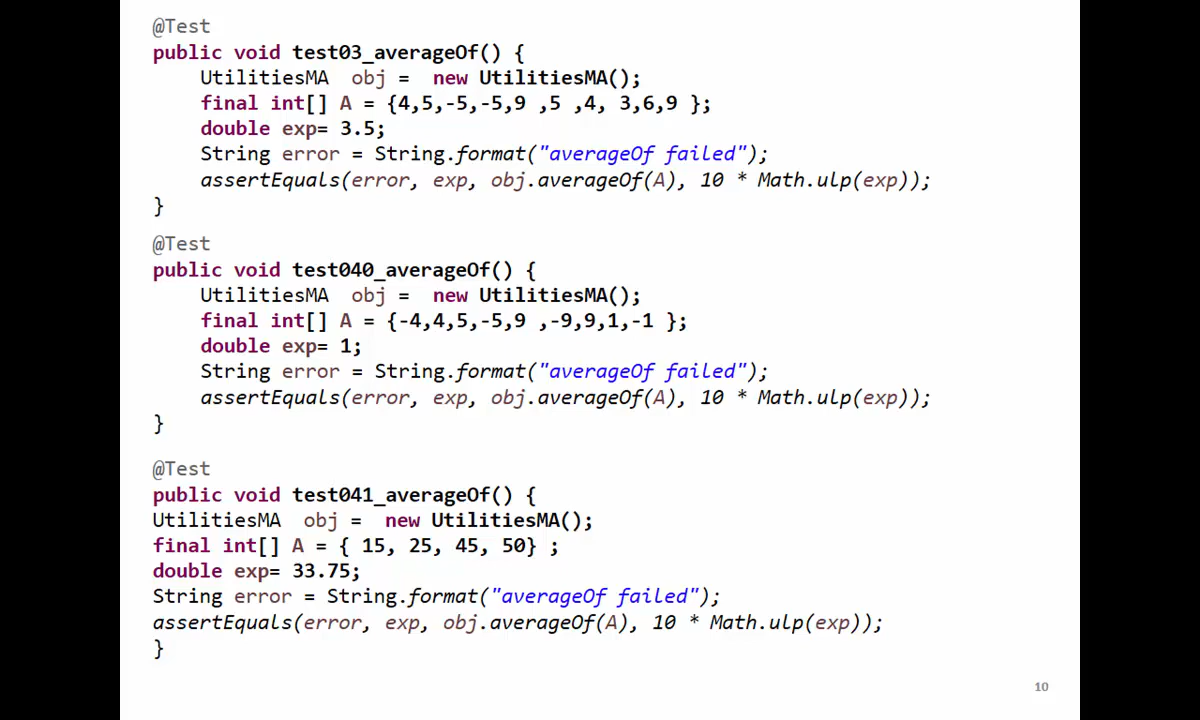 @Test
public void test03_averageOf() {
UtilitiesMA obj = new UtilitiesMA();
final int[] A = {4,5,-5,-5,9 ,5 ,4, 3,6,9 };
double exp= 3.5;
String error = String.format("averageOf failed");
assertEquals(error, exp, obj.averageOf(A), 10 * Math.ulp(exp));
}
@Test
public void test040_averageOf() {
UtilitiesMA obj = new UtilitiesMA();
final int[] A = {-4,4,5,-5,9 ,-9,9,1,-1 };
double exp= 1;
String error = String.format("averageOf failed");
assertEquals(error, exp, obj.averageOf(A), 10 * Math.ulp(exp));
}
@Test
public void test041_averageOf() {
UtilitiesMA obj = new UtilitiesMA();
final int[] A = { 15, 25, 45, 50} ;
double exp= 33.75;
String error = String.format("averageOf failed");
assertEquals(error, exp, obj.averageOf(A), 10 * Math.ulp(exp));
}
10